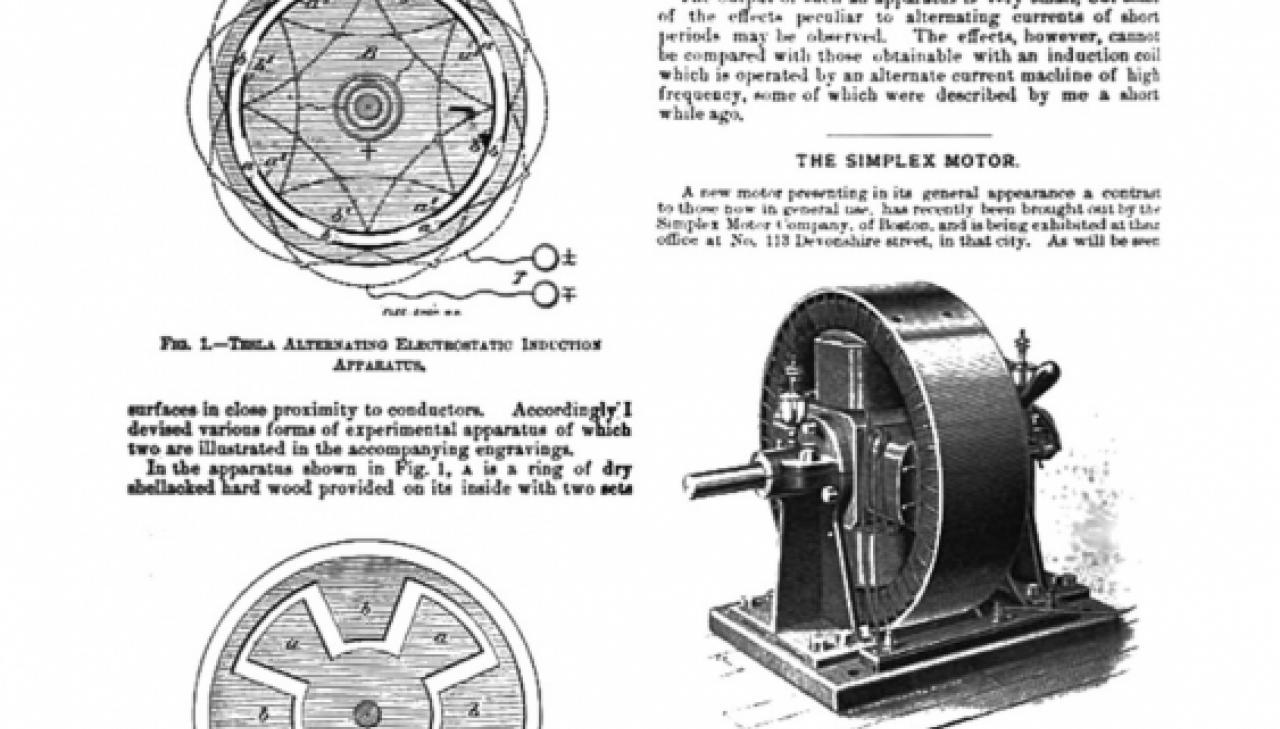 B
T
FIG. 1.—TESLA ALTERNATING ELECTROSTATIC INDUCTION
APPARATUS.
surfaces in close proximity to conductors. Accordingly I
devised various forms of experimental apparatus of which
two are illustrated in the accompanying engravings.
In the apparatus shown in Fig. 1, A is a ring of dry
shellacked hard wood provided on its inside with two sets
b
a
a
b
of the effects peculiar to alternating currents of short
periods may be observed. The effects, however, cannot
be compared with those obtainable with an induction coil
which is operated by an alternate current machine of high
frequency, some of which were described by me a short
while ago.
THE SIMPLEX MOTOR.
A new motor presenting in its general appearance a contrast
to those now in general use, has recently been brought out by the
Simplex Motor Company, of Boston, and is being exhibited at their
office at No. 113 Devonshire street, in that city. As will be seen